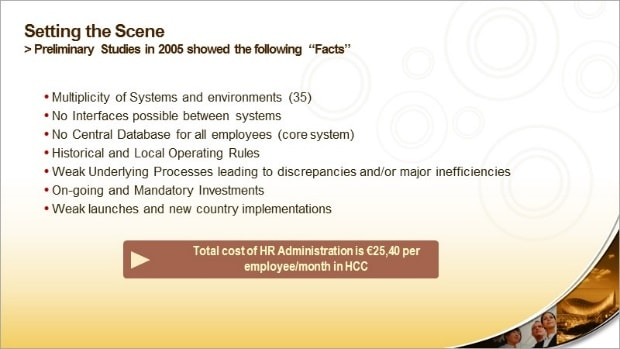 Setting the Scene
> Preliminary Studies in 2005 showed the following “Facts”
• Multiplicity of Systems and environments (35)
• No Interfaces possible between systems
• No Central Database for all employees (core system)
• Historical and Local Operating Rules
• Weak Underlying Processes leading to discrepancies and/or major inefficiencies
• On-going and Mandatory Investments
• Weak launches and new country implementations
Total cost of HR Administration is €25,40 per
employee/month in HCC